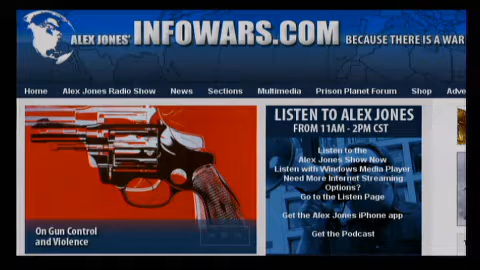 ALEX JONES' INFOWARS.COM BECAUSE THERE IS A WAR
Home Alex Jones Radio Show News Sections Multimedia Prison Planet Forum Shop Adve
LISTEN TO ALEX JONES
FROM 11AM - 2PM CST
Listen to the
Alex Jones Show Now
Listen with Windows Media Player
Need More Internet Streaming
Options?
Go to the Listen Page
Get the Alex Jones iPhone app
Get the Podcast
On Gun Control
and Violence